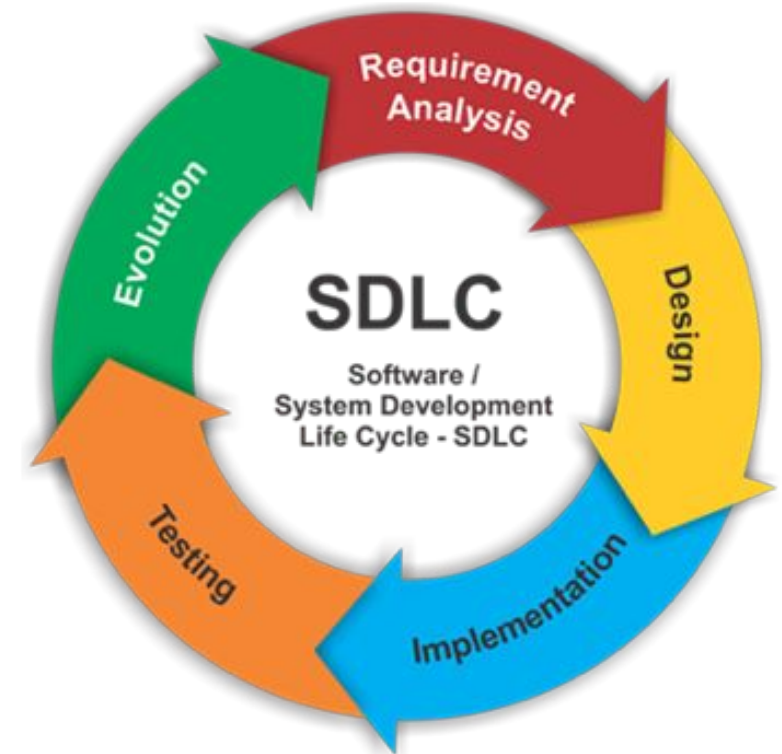 Requirement
Analysis
Design
Implementation
Testing
Evolution
SDLC
Software /
System Development
Life Cycle - SDLC